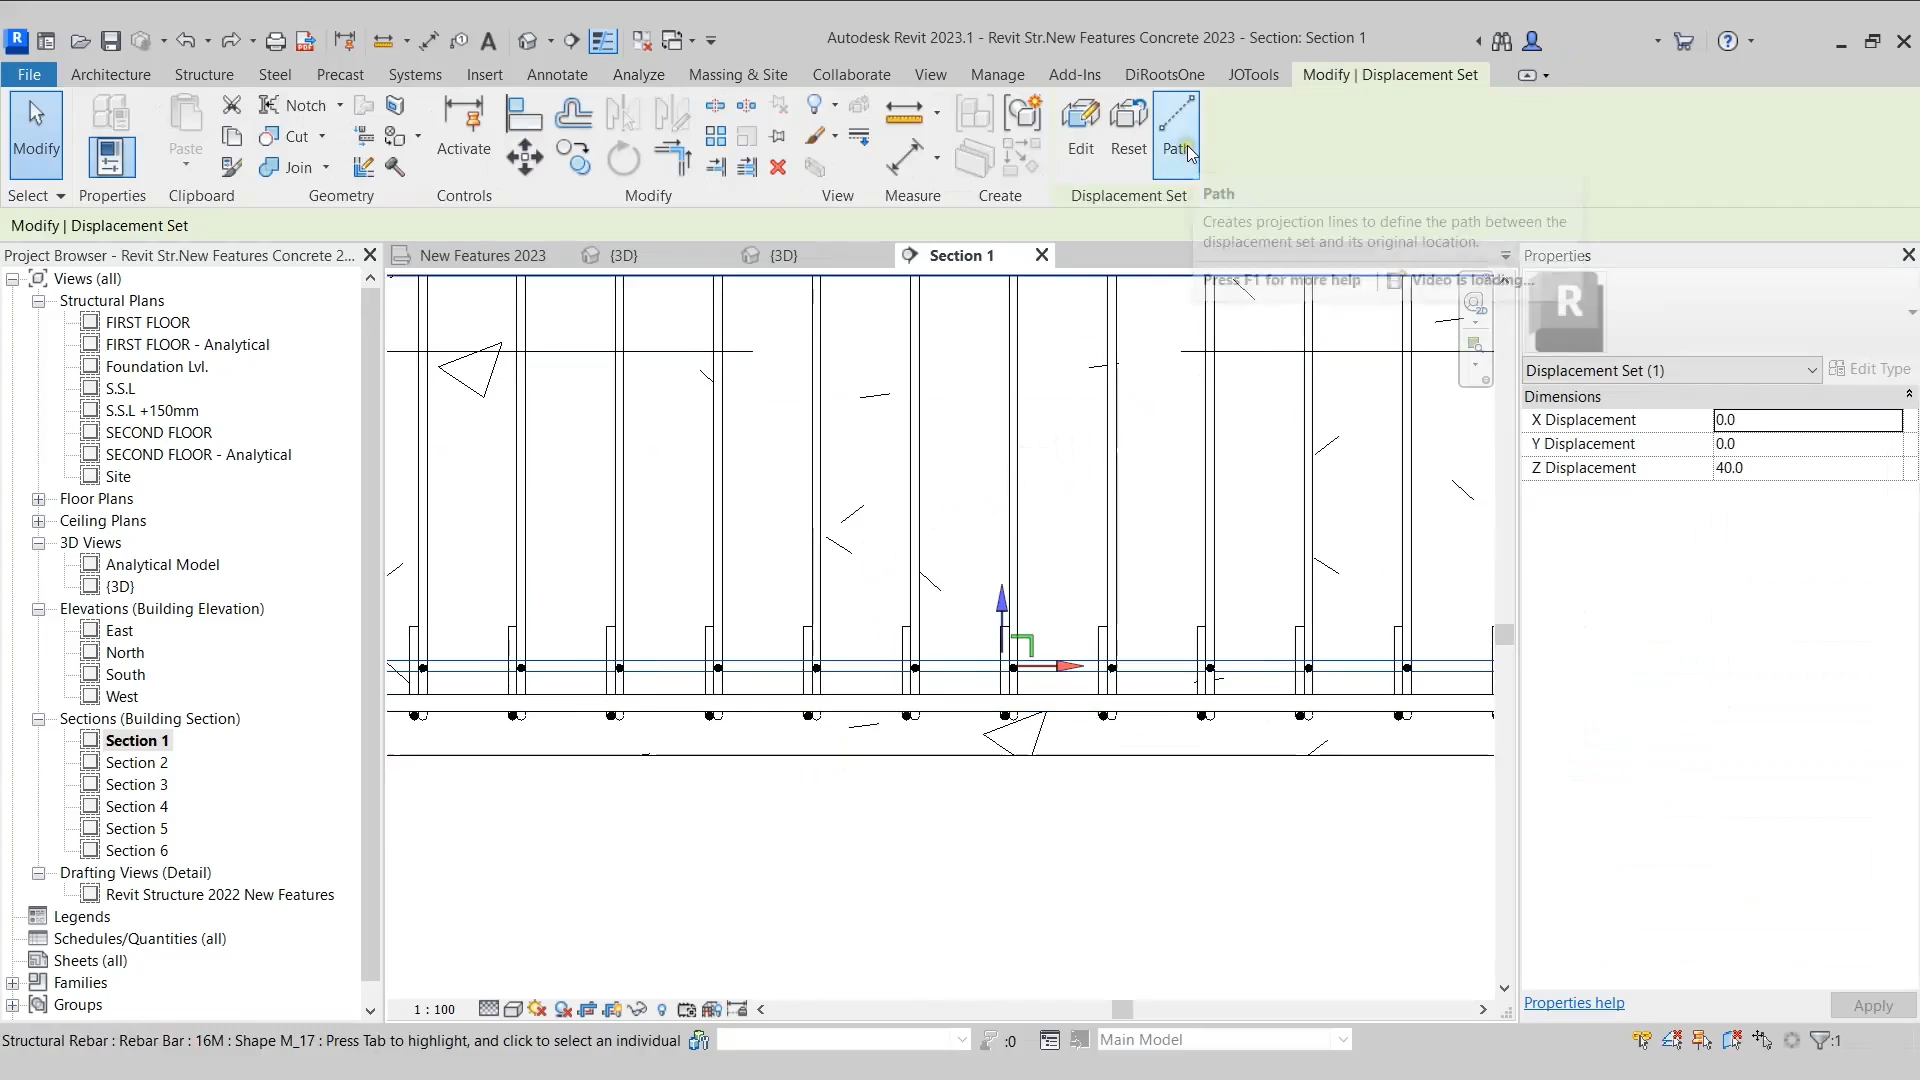 Autodesk Revit 2023.1 - Revit Str.New Features Concrete 2023 - Section: Section 1
File Architecture Structure Steel Precast Systems Insert Annotate Analyze Massing & Site Collaborate View Manage Add-Ins DiRootsOne JOTools Modify | Displacement Set
Modify
Paste
Notch
Cut
Join
Activate
Edit Reset Path
Select Properties Clipboard Geometry Controls Modify View Measure Create Displacement Set
Path
Creates projection lines to define the path between the
displacement set and its original location.
Press F1 for more help
Video is loading...
Modify | Displacement Set
Project Browser - Revit Str.New Features Concrete 2...
New Features 2023 {3D} {3D} Section 1
Properties
Views (all)
Structural Plans
FIRST FLOOR
FIRST FLOOR - Analytical
Foundation Lvl.
S.S.L
S.S.L +150mm
SECOND FLOOR
SECOND FLOOR - Analytical
Site
Floor Plans
Ceiling Plans
3D Views
Analytical Model
{3D}
Elevations (Building Elevation)
East
North
South
West
Sections (Building Section)
Section 1
Section 2
Section 3
Section 4
Section 5
Section 6
Drafting Views (Detail)
Revit Structure 2022 New Features
Legends
Schedules/Quantities (all)
Sheets (all)
Families
Groups
2D
R
Displacement Set (1)
Edit Type
Dimensions
X Displacement 0.0
Y Displacement 0.0
Z Displacement 40.0
Properties help
Apply
1 : 100
Structural Rebar : Rebar Bar : 16M : Shape M_17 : Press Tab to highlight, and click to select an individual
:0
Main Model
:1